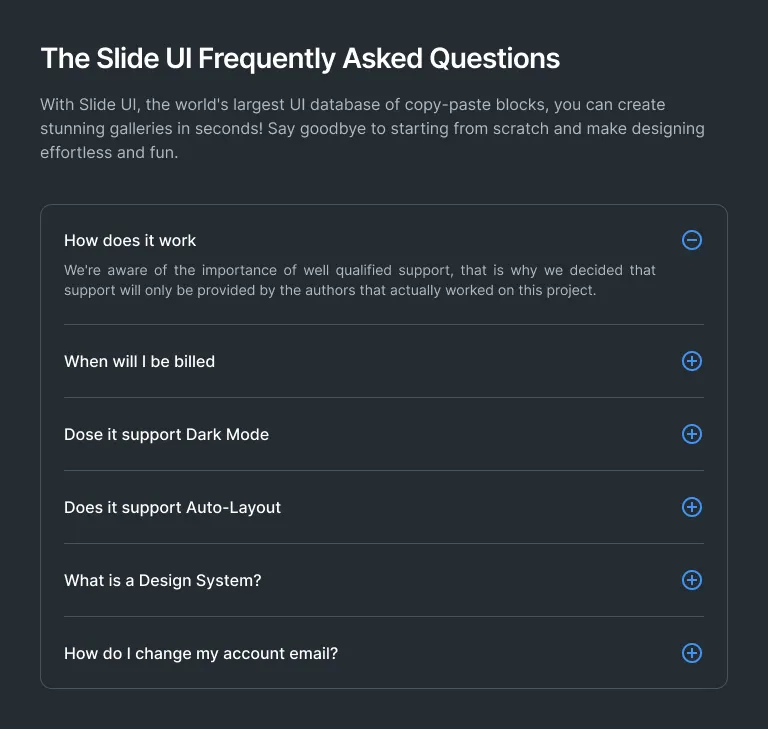 The Slide UI Frequently Asked Questions
With Slide UI, the world's largest UI database of copy-paste blocks, you can create
stunning galleries in seconds! Say goodbye to starting from scratch and make designing
effortless and fun.
How does it work
We're aware of the importance of well qualified support, that is why we decided that
support will only be provided by the authors that actually worked on this project.
When will I be billed
Dose it support Dark Mode
Does it support Auto-Layout
What is a Design System?
How do I change my account email?